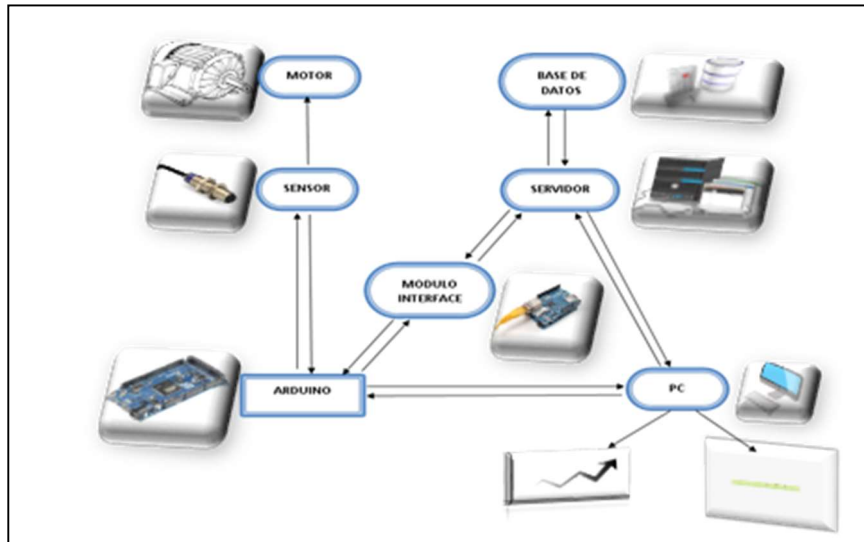 MOTOR
BASE DE
DATOS
SENSOR
SERVIDOR
MODULO
INTERFACE
ARDUINO
PC